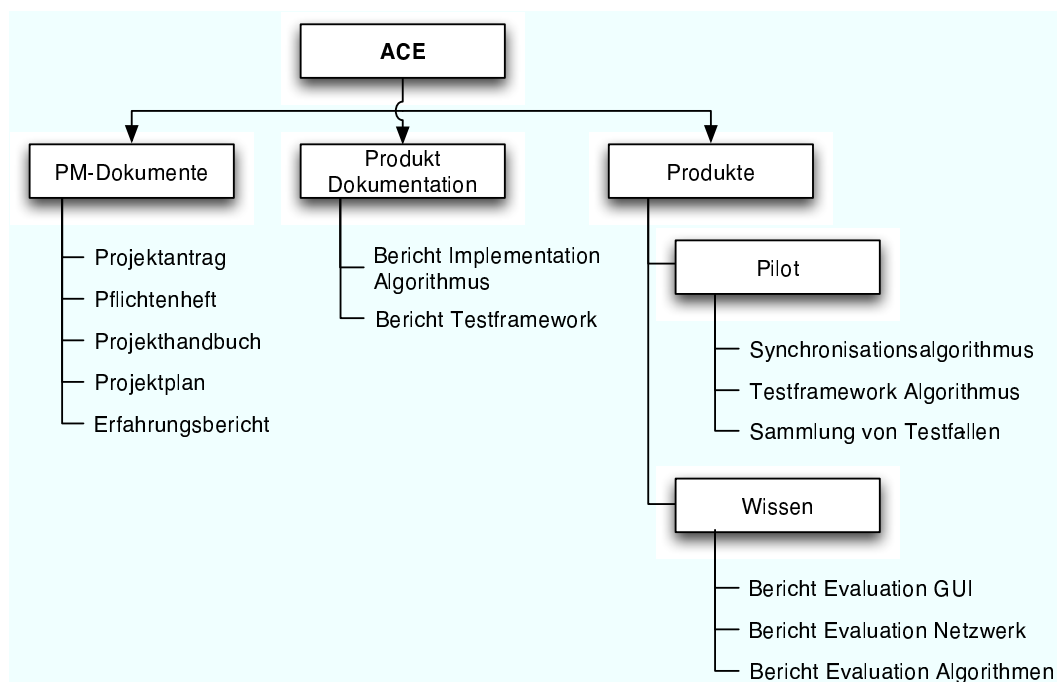 ACE
PM-Dokumente
Produkt
Dokumentation
Produkte
Projektantrag
Pflichtenheft
Projekthandbuch
Projektplan
Erfahrungsbericht
Bericht Implementation
Algorithmus
Bericht Testframework
Pilot
Synchronisationsalgorithmus
Testframework Algorithmus
Sammlung von Testfallen
Wissen
Bericht Evaluation GUI
Bericht Evaluation Netzwerk
Bericht Evaluation Algorithmen